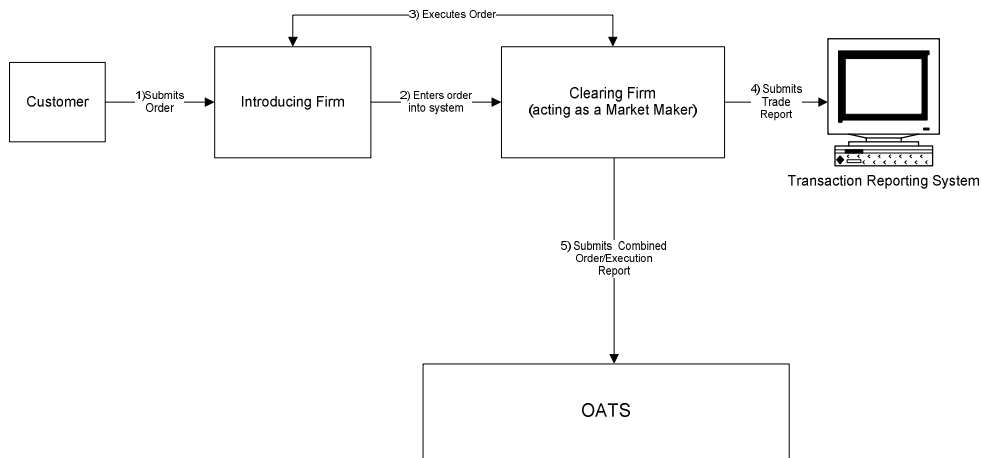 3) Executes Order
Customer
1)Submits
Order
Introducing Firm
2) Enters order
into system
Clearing Firm
(acting as a Market Maker)
4) Submits
Trade
Report
Transaction Reporting System
5) Submits Combined
Order/Execution
Report
OATS